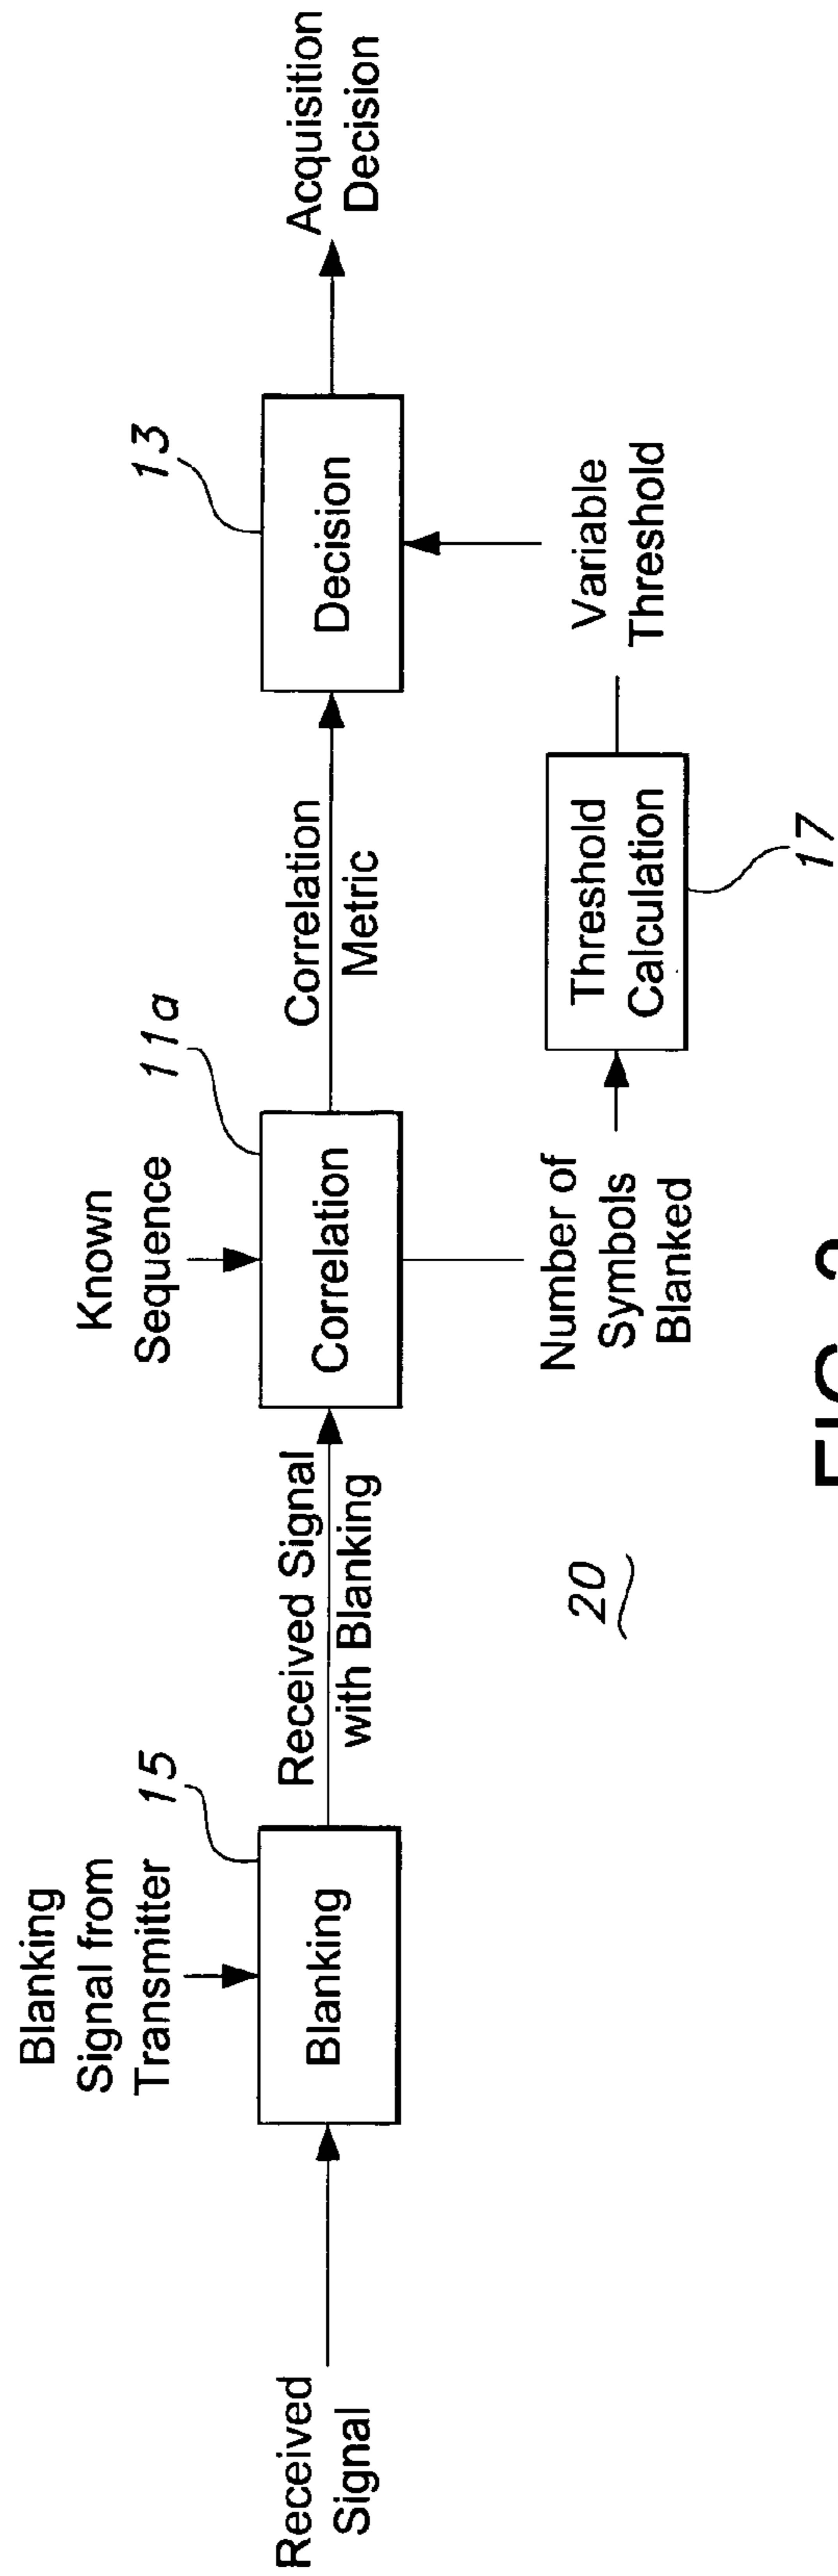 Received
Signal
Blanking
Signal from
Transmitter
15
Blanking
Received Signal
with Blanking
Known
Sequence
11a
Correlation
Number of
Symbols
Blanked
Correlation
Metric
Threshold
Calculation
17
Variable
Threshold
13
Decision
Acquisition
Decision
20
FIG.